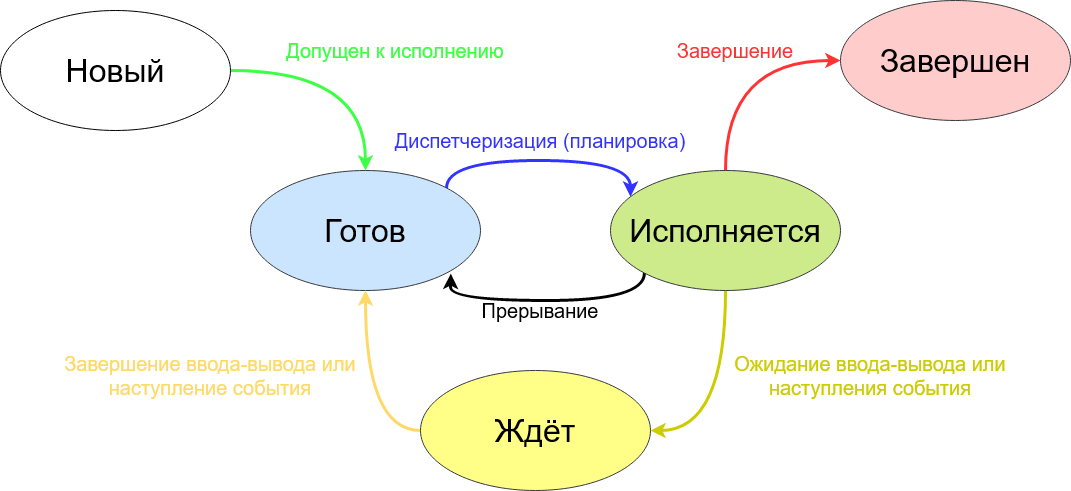 Новый
Допущен к исполнению
Завершение
Завершен
Диспетчеризация (планировка)
Готов
Исполняется
Прерывание
Завершение ввода-вывода или
наступление события
Ожидание ввода-вывода или
наступления события
Ждёт